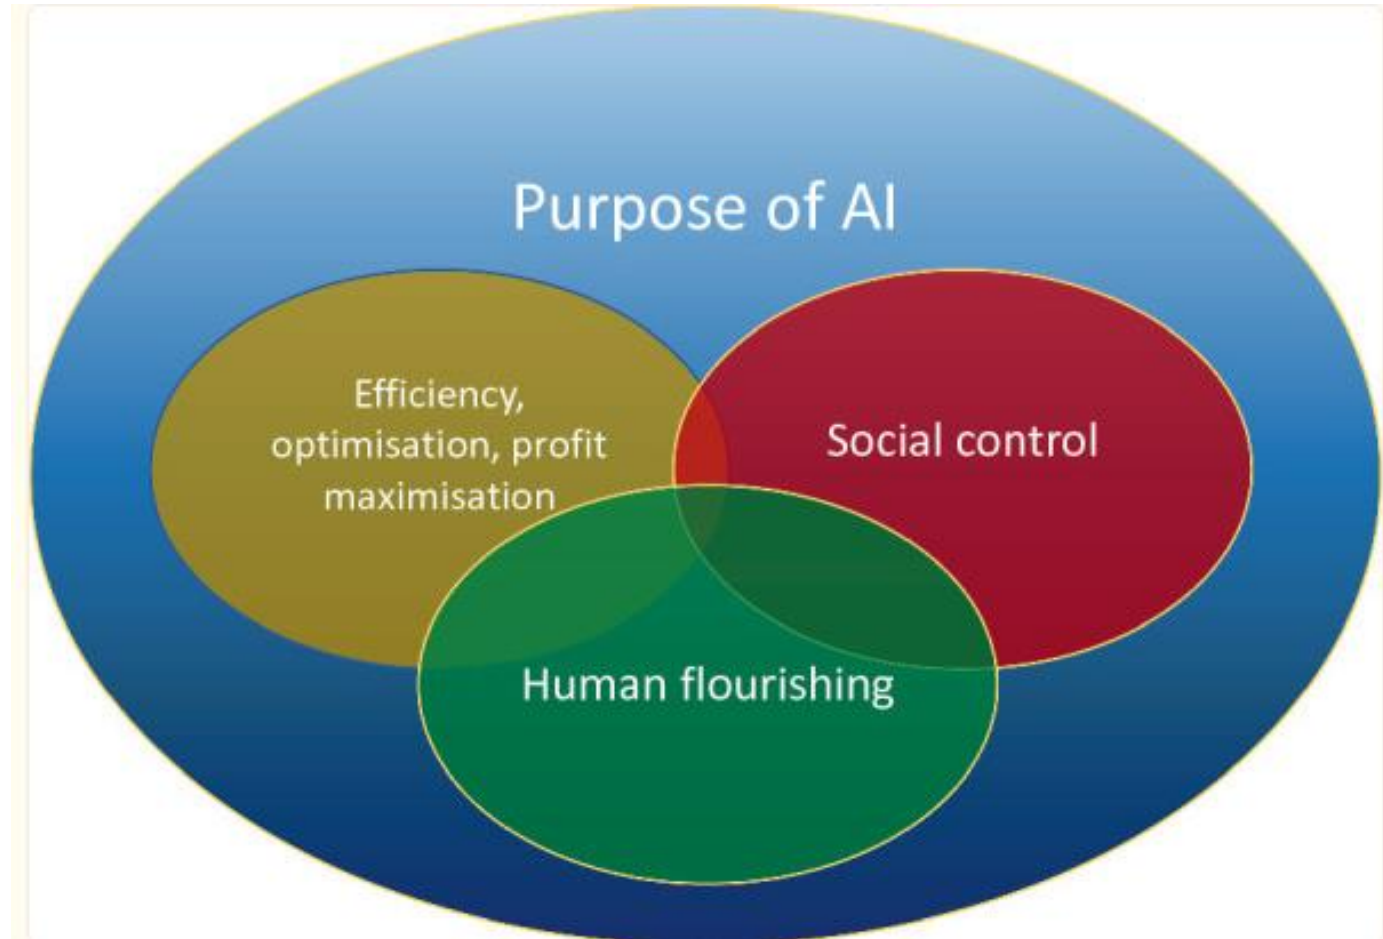 Purpose of AI
Efficiency,
optimisation, profit
maximisation
Social control
Human flourishing